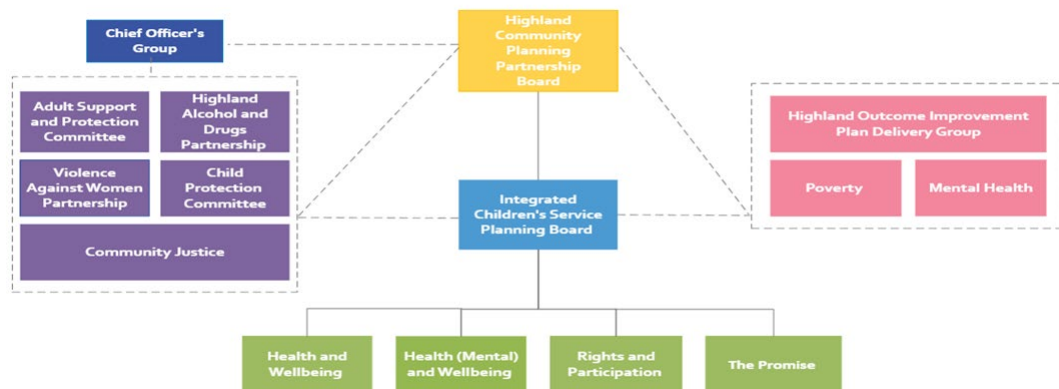 Chief Officer's
Group
Highland
Community
Planning
Partnership
Board
Adult Support
and Protection
Committee
Highland
Alcohol and
Drugs
Partnership
Violence
Against Women
Partnership
Child
Protection
Committee
Community Justice
Highland Outcome Improvement
Plan Delivery Group
Poverty
Mental Health
Integrated
Children's Service
Planning Board
Health and
Wellbeing
Health (Mental)
and Wellbeing
Rights and
Participation
The Promise